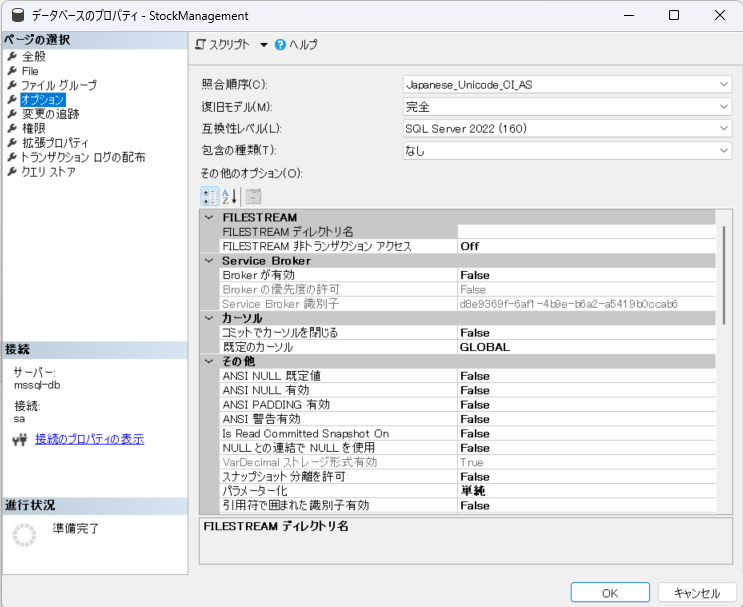 データベースのプロパティ - StockManagement
ページの選択
全般
File
ファイル グループ
オプション
変更の追跡
権限
拡張プロパティ
トランザクション ログの配布
クエリ ストア
接続
サーバー:
mssql-db
接続:
sa
接続のプロパティの表示
進行状況
準備完了
スクリプト
ヘルプ
照合順序(C): Japanese_Unicode_CI_AS
復旧モデル(M): 完全
互換性レベル(L): SQL Server 2022 (160)
包含の種類(T): なし
その他のオプション(O):
FILESTREAM
FILESTREAM ディレクトリ名
FILESTREAM 非トランザクション アクセス Off
Service Broker
Broker が有効 False
Broker の優先度の許可 False
Service Broker 識別子 d8e9369f-6af1-4b9e-b6a2-a5419b0ccab6
カーソル
コミットでカーソルを閉じる False
既定のカーソル GLOBAL
その他
ANSI NULL 既定値 False
ANSI NULL 有効 False
ANSI PADDING 有効 False
ANSI 警告有効 False
Is Read Committed Snapshot On False
NULL との連結で NULL を使用 False
VarDecimal ストレージ形式有効 True
スナップショット分離を許可 False
パラメーター化 単純
引用符で囲まれた識別子有効 False
FILESTREAM ディレクトリ名
OK
キャンセル